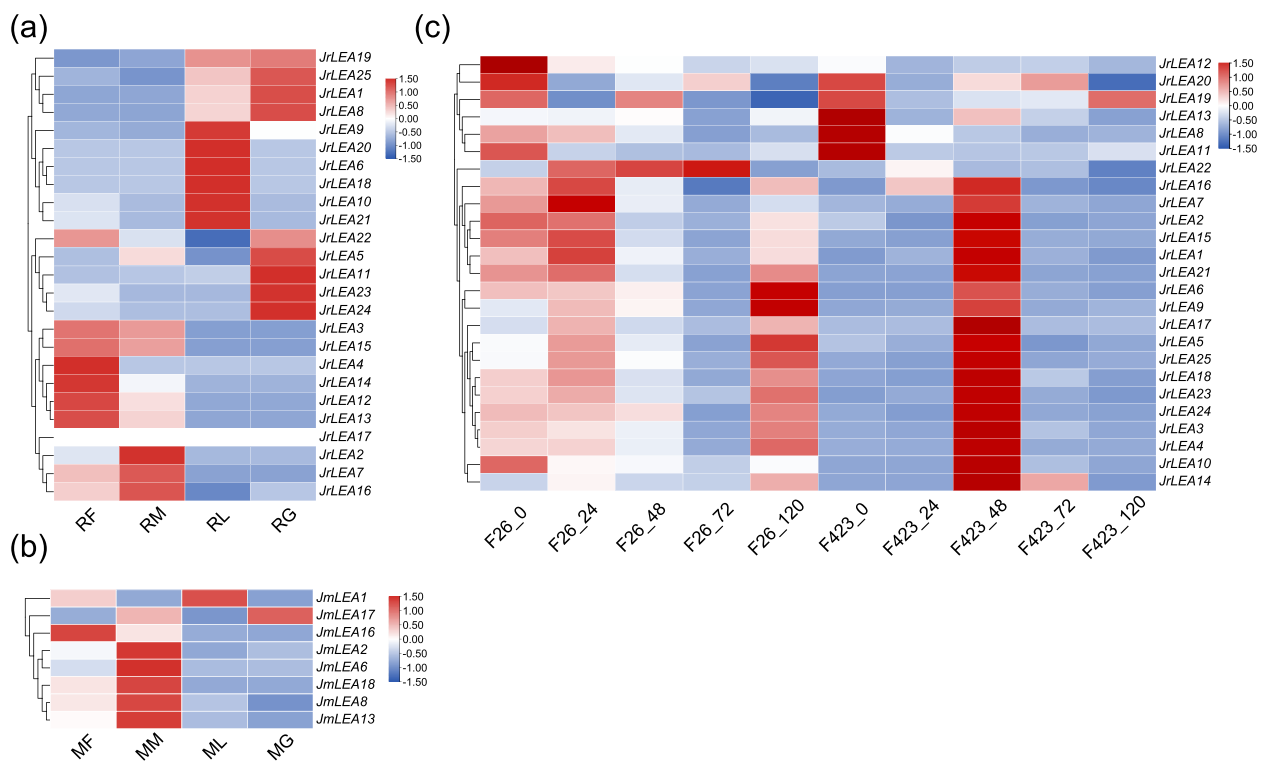 (a)
JrLEA19
JrLEA25
JrLEA1
JrLEA8
JrLEA9
JrLEA20
JrLEA6
JrLEA18
JrLEA10
JrLEA21
JrLEA22
JrLEA5
JrLEA11
JrLEA23
JrLEA24
JrLEA3
JrLEA15
JrLEA4
JrLEA14
JrLEA12
JrLEA13
JrLEA17
JrLEA2
JrLEA7
JrLEA16
1.50
1.00
0.50
0.00
-0.50
-1.00
-1.50
RF RM RL RG
(b)
JmLEA1
JmLEA17
JmLEA16
JmLEA2
JmLEA6
JmLEA18
JmLEA8
JmLEA13
1.50
1.00
0.50
0.00
-0.50
-1.00
-1.50
MF MM ML MG
(c)
JrLEA12
JrLEA20
JrLEA19
JrLEA13
JrLEA8
JrLEA11
JrLEA22
JrLEA16
JrLEA7
JrLEA2
JrLEA15
JrLEA1
JrLEA21
JrLEA6
JrLEA9
JrLEA17
JrLEA5
JrLEA25
JrLEA18
JrLEA23
JrLEA24
JrLEA3
JrLEA4
JrLEA10
JrLEA14
1.50
1.00
0.50
0.00
-0.50
-1.00
-1.50
F26_0 F26_24 F26_48 F26_72 F26_120 F423_0 F423_24 F423_48 F423_72 F423_120